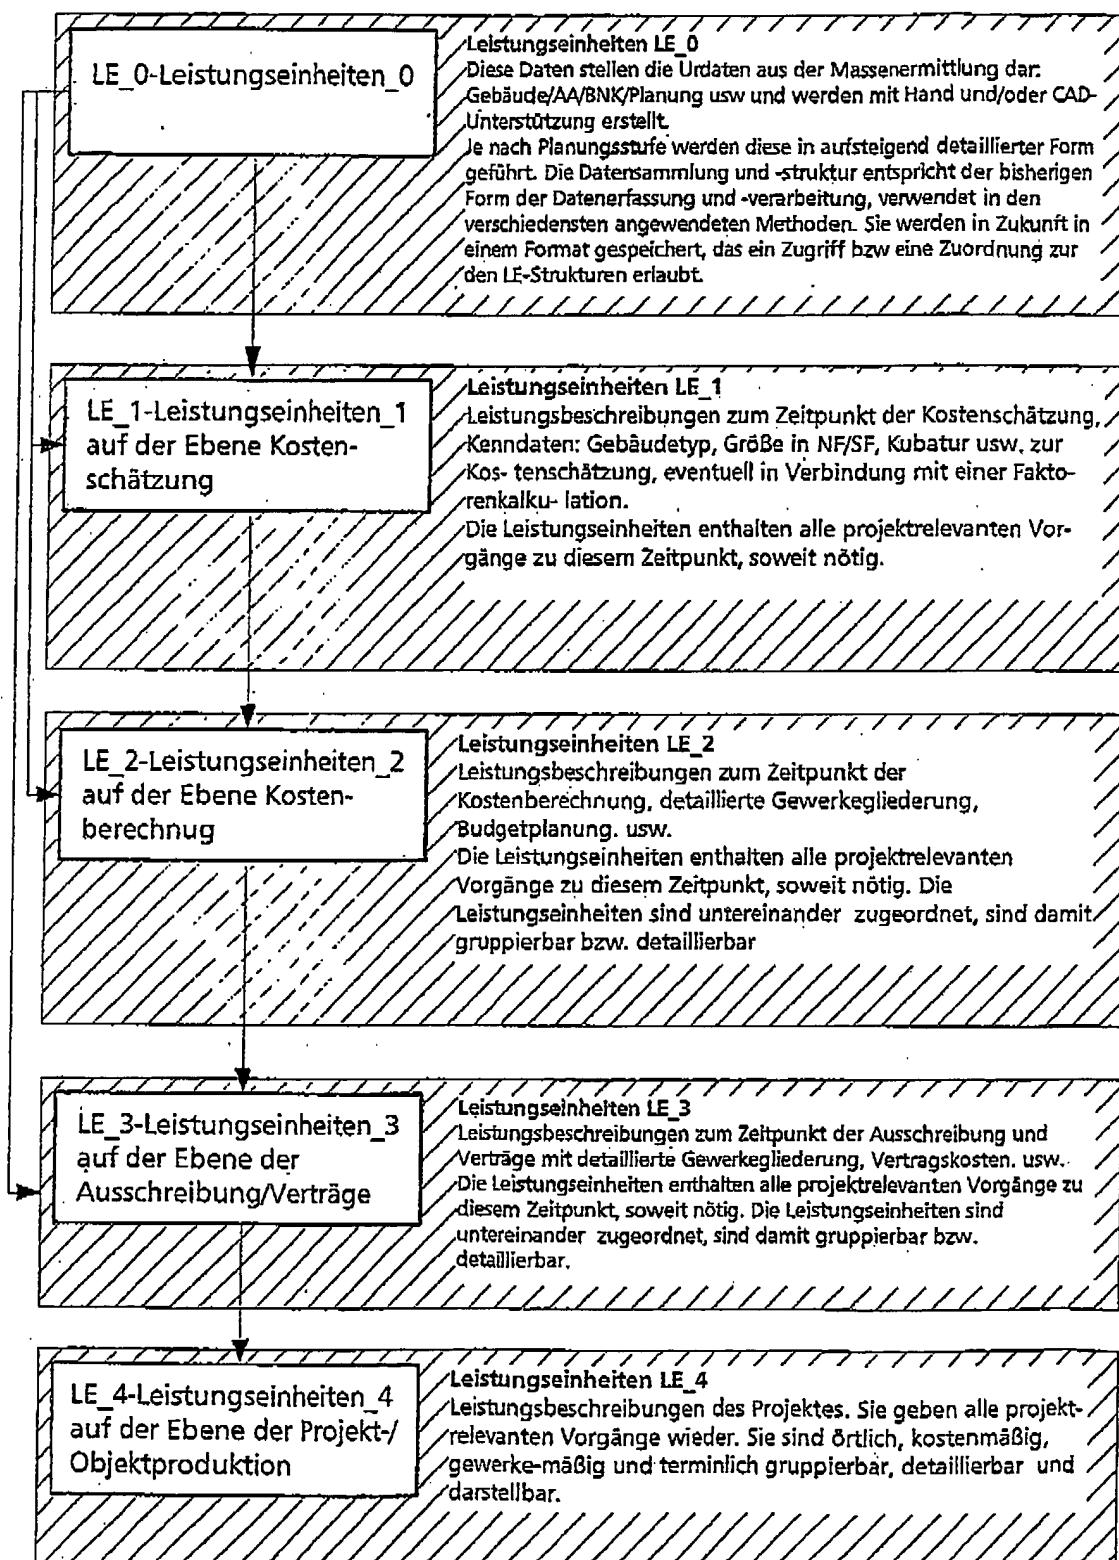 LE_0-Leistungseinheiten_0
Leistungseinheiten LE_0
Diese Daten stellen die Urdaten aus der Massenermittlung dar:
Gebäude/AA/BNK/Planung usw und werden mit Hand und/oder CAD-
Unterstützung erstellt.
Je nach Planungsstufe werden diese in aufsteigend detaillierter Form
geführt. Die Datensammlung und -struktur entspricht der bisherigen
Form der Datenerfassung und -verarbeitung, verwendet in den
verschiedensten angewendeten Methoden. Sie werden in Zukunft in
einem Format gespeichert, das ein Zugriff bzw eine Zuordnung zur
den LE-Strukturen erlaubt.
LE_1-Leistungseinheiten_1
auf der Ebene Kosten-
schätzung
Leistungseinheiten LE_1
Leistungsbeschreibungen zum Zeitpunkt der Kostenschätzung,
Kenndaten: Gebäudetyp, Größe in NF/SF, Kubatur usw. zur
Kos- tenschätzung, eventuell in Verbindung mit einer Fakto-
renkalku- lation.
Die Leistungseinheiten enthalten alle projektrelevanten Vor-
gänge zu diesem Zeitpunkt, soweit nötig.
LE_2-Leistungseinheiten_2
auf der Ebene Kosten-
berechnug
Leistungseinheiten LE_2
Leistungsbeschreibungen zum Zeitpunkt der
Kostenberechnung, detaillierte Gewerkegliederung,
Budgetplanung. usw.
Die Leistungseinheiten enthalten alle projektrelevanten
Vorgänge zu diesem Zeitpunkt, soweit nötig. Die
Leistungseinheiten sind untereinander zugeordnet, sind damit
gruppierbar bzw. detaillierbar
LE_3-Leistungseinheiten_3
auf der Ebene der
Ausschreibung/Verträge
Leistungseinheiten LE_3
Leistungsbeschreibungen zum Zeitpunkt der Ausschreibung und
Verträge mit detaillierte Gewerkegliederung, Vertragskosten. usw.
Die Leistungseinheiten enthalten alle projektrelevanten Vorgänge zu
diesem Zeitpunkt, soweit nötig. Die Leistungseinheiten sind
untereinander zugeordnet, sind damit gruppierbar bzw.
detaillierbar.
LE_4-Leistungseinheiten_4
auf der Ebene der Projekt-/
Objektproduktion
Leistungseinheiten LE_4
Leistungsbeschreibungen des Projektes. Sie geben alle projekt-
relevanten Vorgänge wieder. Sie sind örtlich, kostenmäßig,
gewerke-mäßig und terminlich gruppierbar, detaillierbar und
darstellbar.